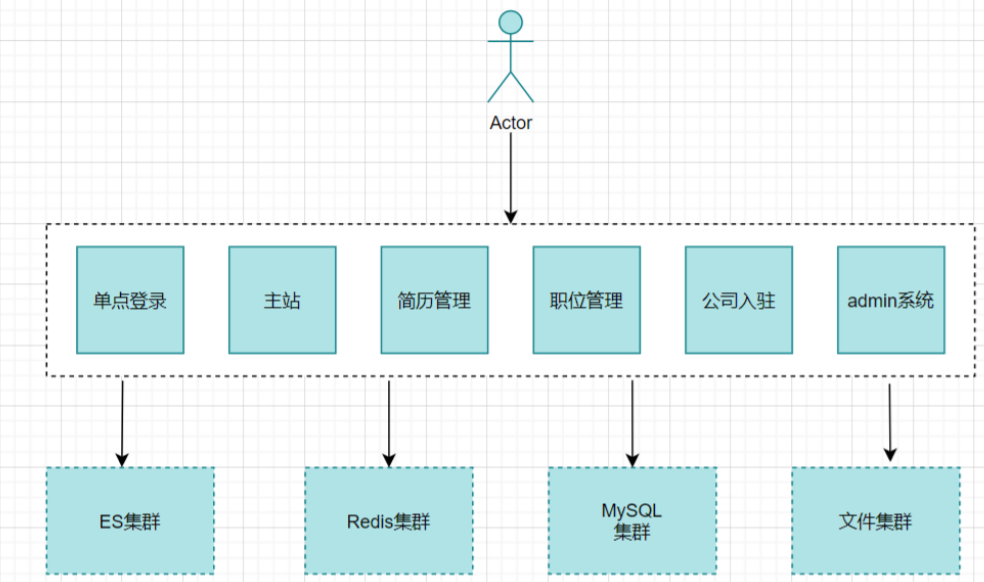 Actor
单点登录
主站
简历管理
职位管理
公司入驻
admin系统
ES集群
Redis集群
MySQL
集群
文件集群